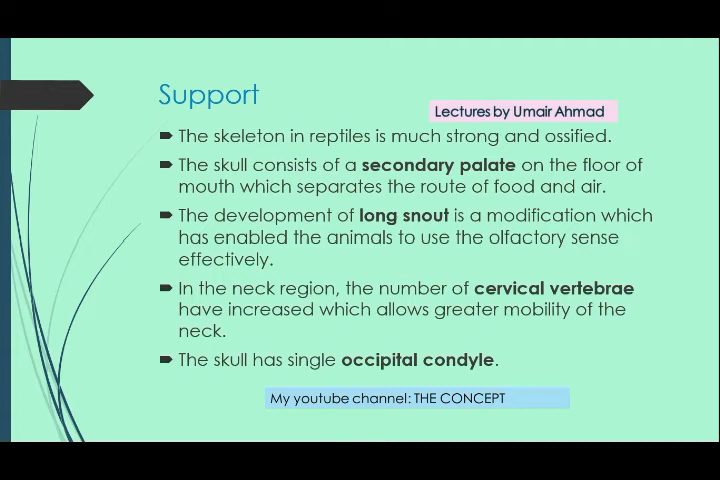 Support
Lectures by Umair Ahmad
The skeleton in reptiles is much strong and ossified.
The skull consists of a secondary palate on the floor of
mouth which separates the route of food and air.
The development of long snout is a modification which
has enabled the animals to use the olfactory sense
effectively.
In the neck region, the number of cervical vertebrae
have increased which allows greater mobility of the
neck.
The skull has single occipital condyle.
My youtube channel: THE CONCEPT